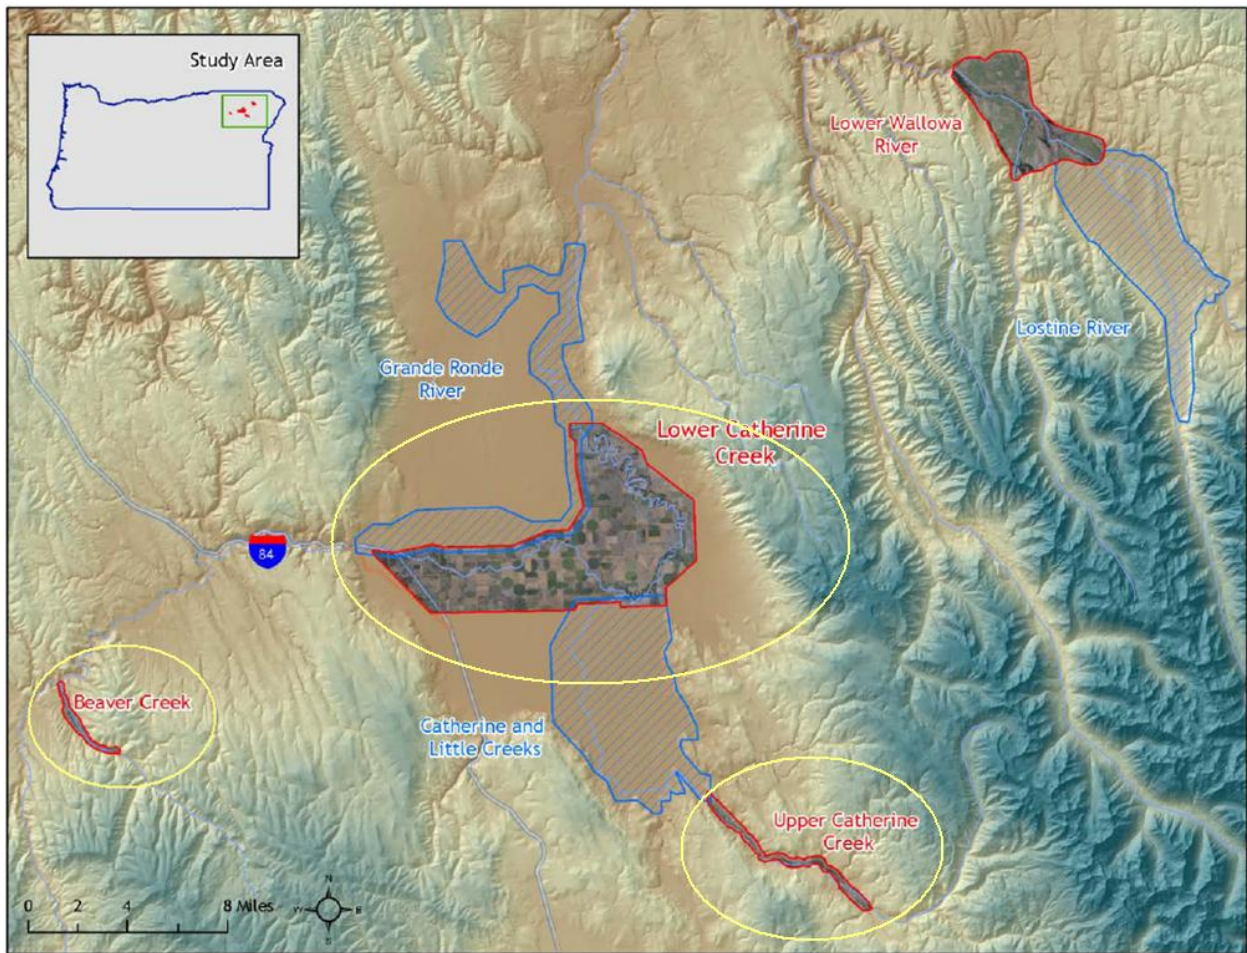 Study Area
Lower Wallowa
River
Lostine River
Grande Ronde
River
Lower Catherine
Creek
84
Beaver Creek
Catherine and
Little Creeks
Upper Catherine
Creek
0 2 4 8 Miles
N
W E
S